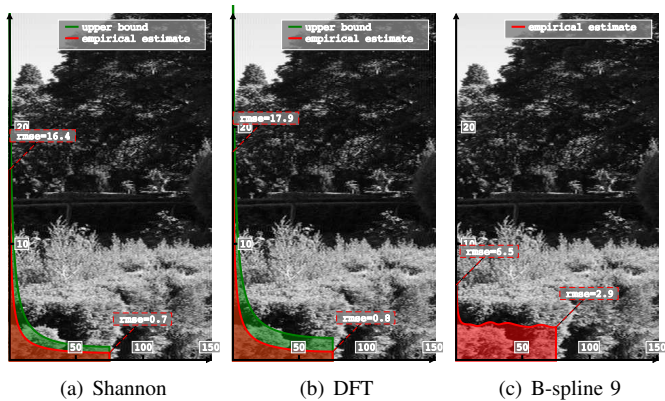 upper bound
empirical estimate
20
rmse=16.4
10
rmse=0.7
50
100
150
upper bound
empirical estimate
rmse=17.9
20
10
rmse=0.8
50
100
150
empirical estimate
20
10
rmse=6.5
rmse=2.9
50
100
150
(a) Shannon
(b) DFT
(c) B-spline 9